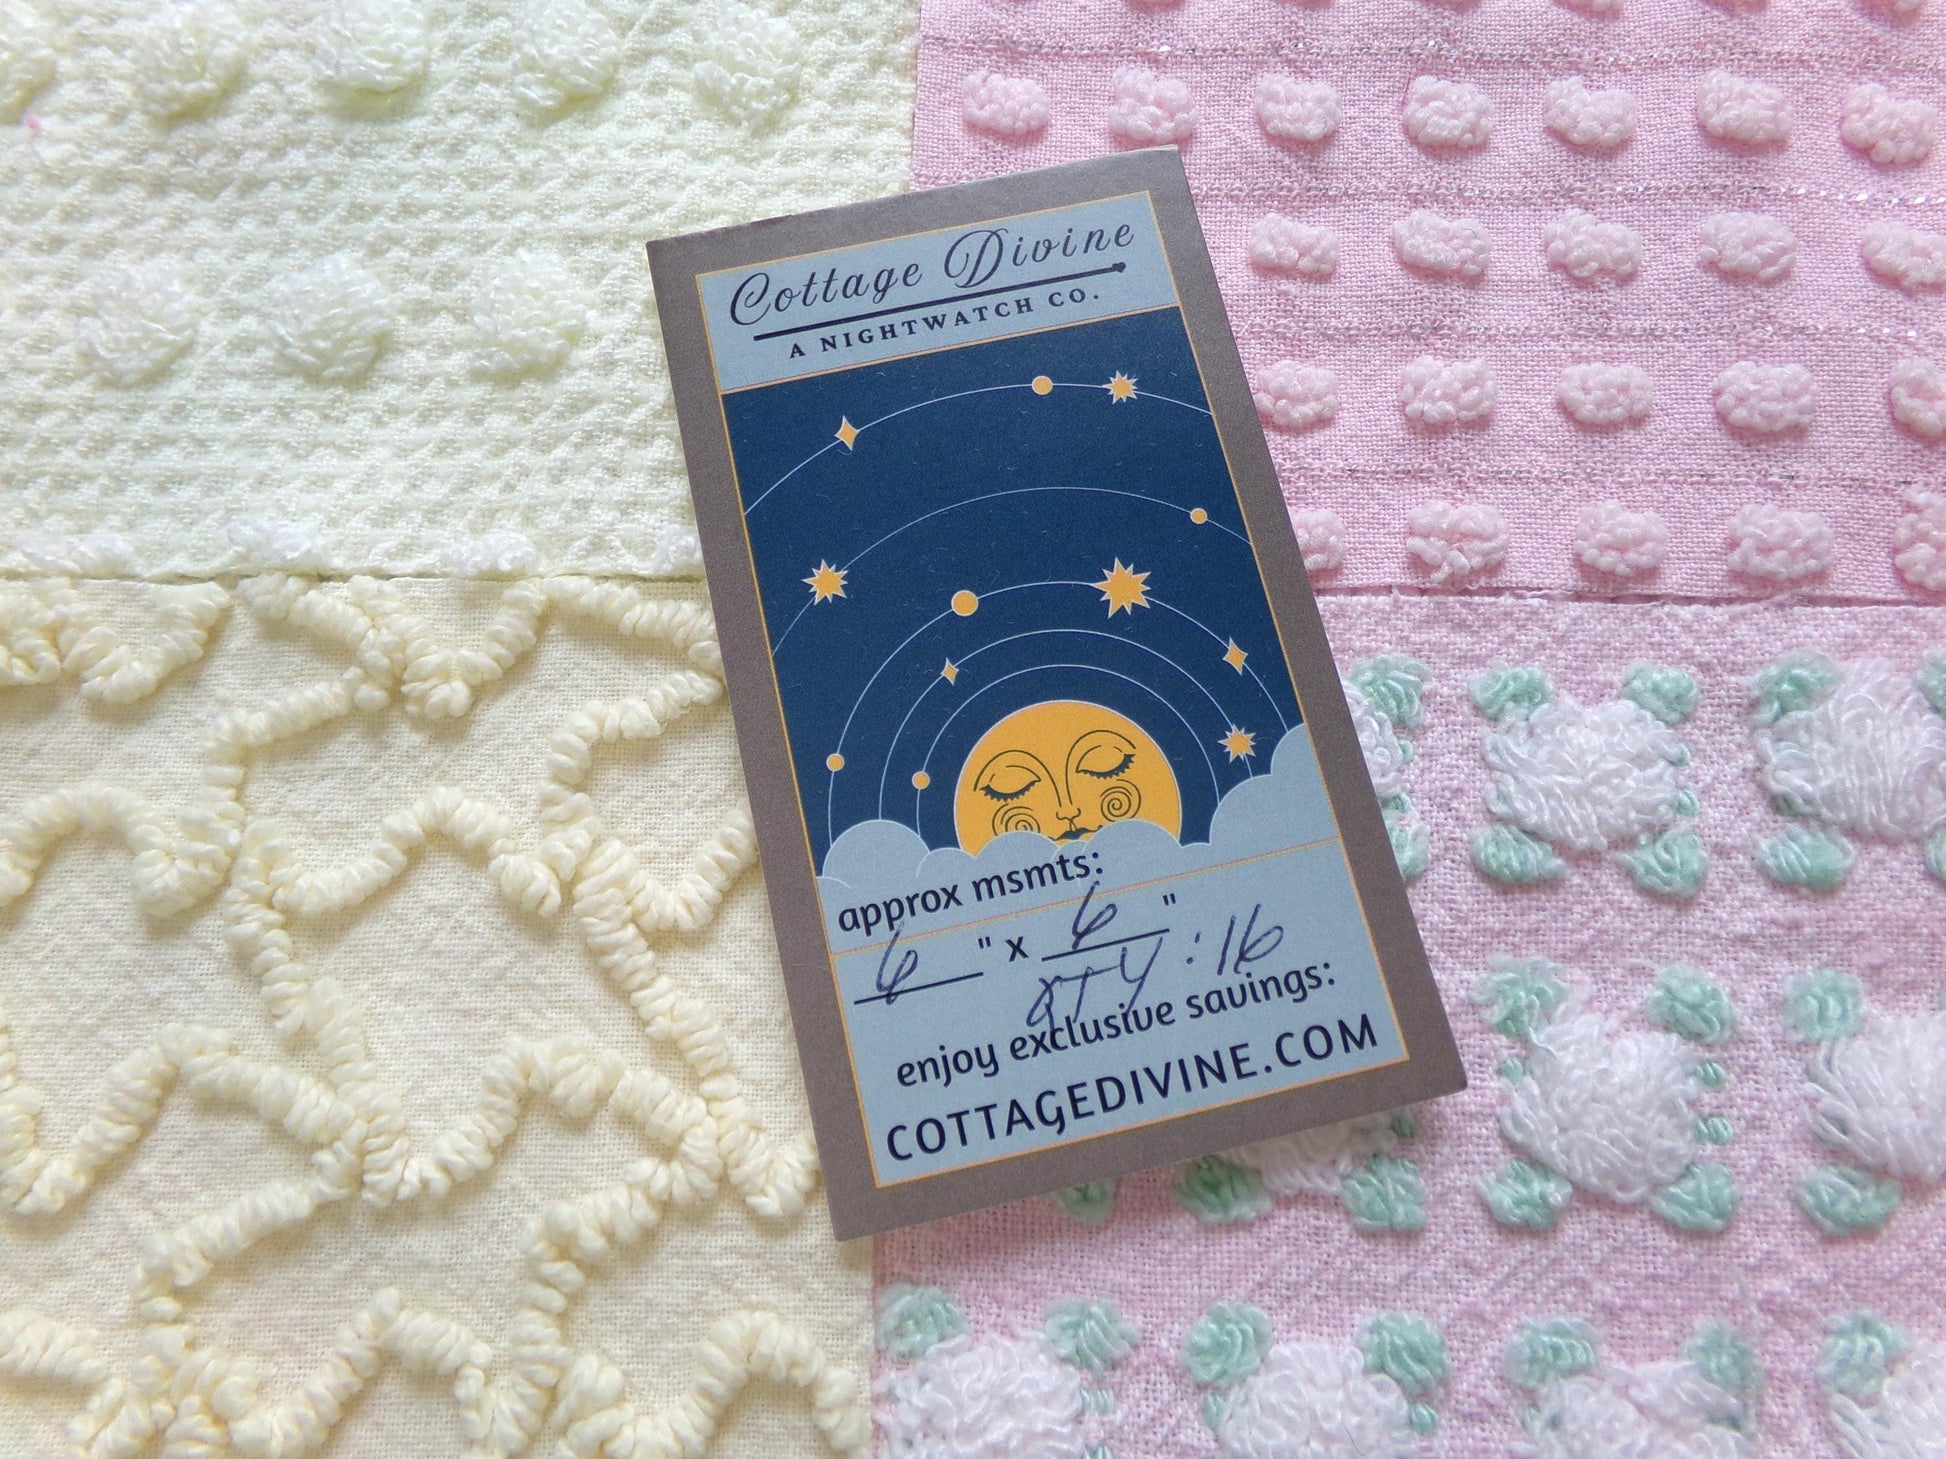 Cottage Divine
A NIGHTWATCH CO.
approx msmts:
6 " x 6 "
QTY: 16
enjoy exclusive savings:
COTTAGEDIVINE.COM